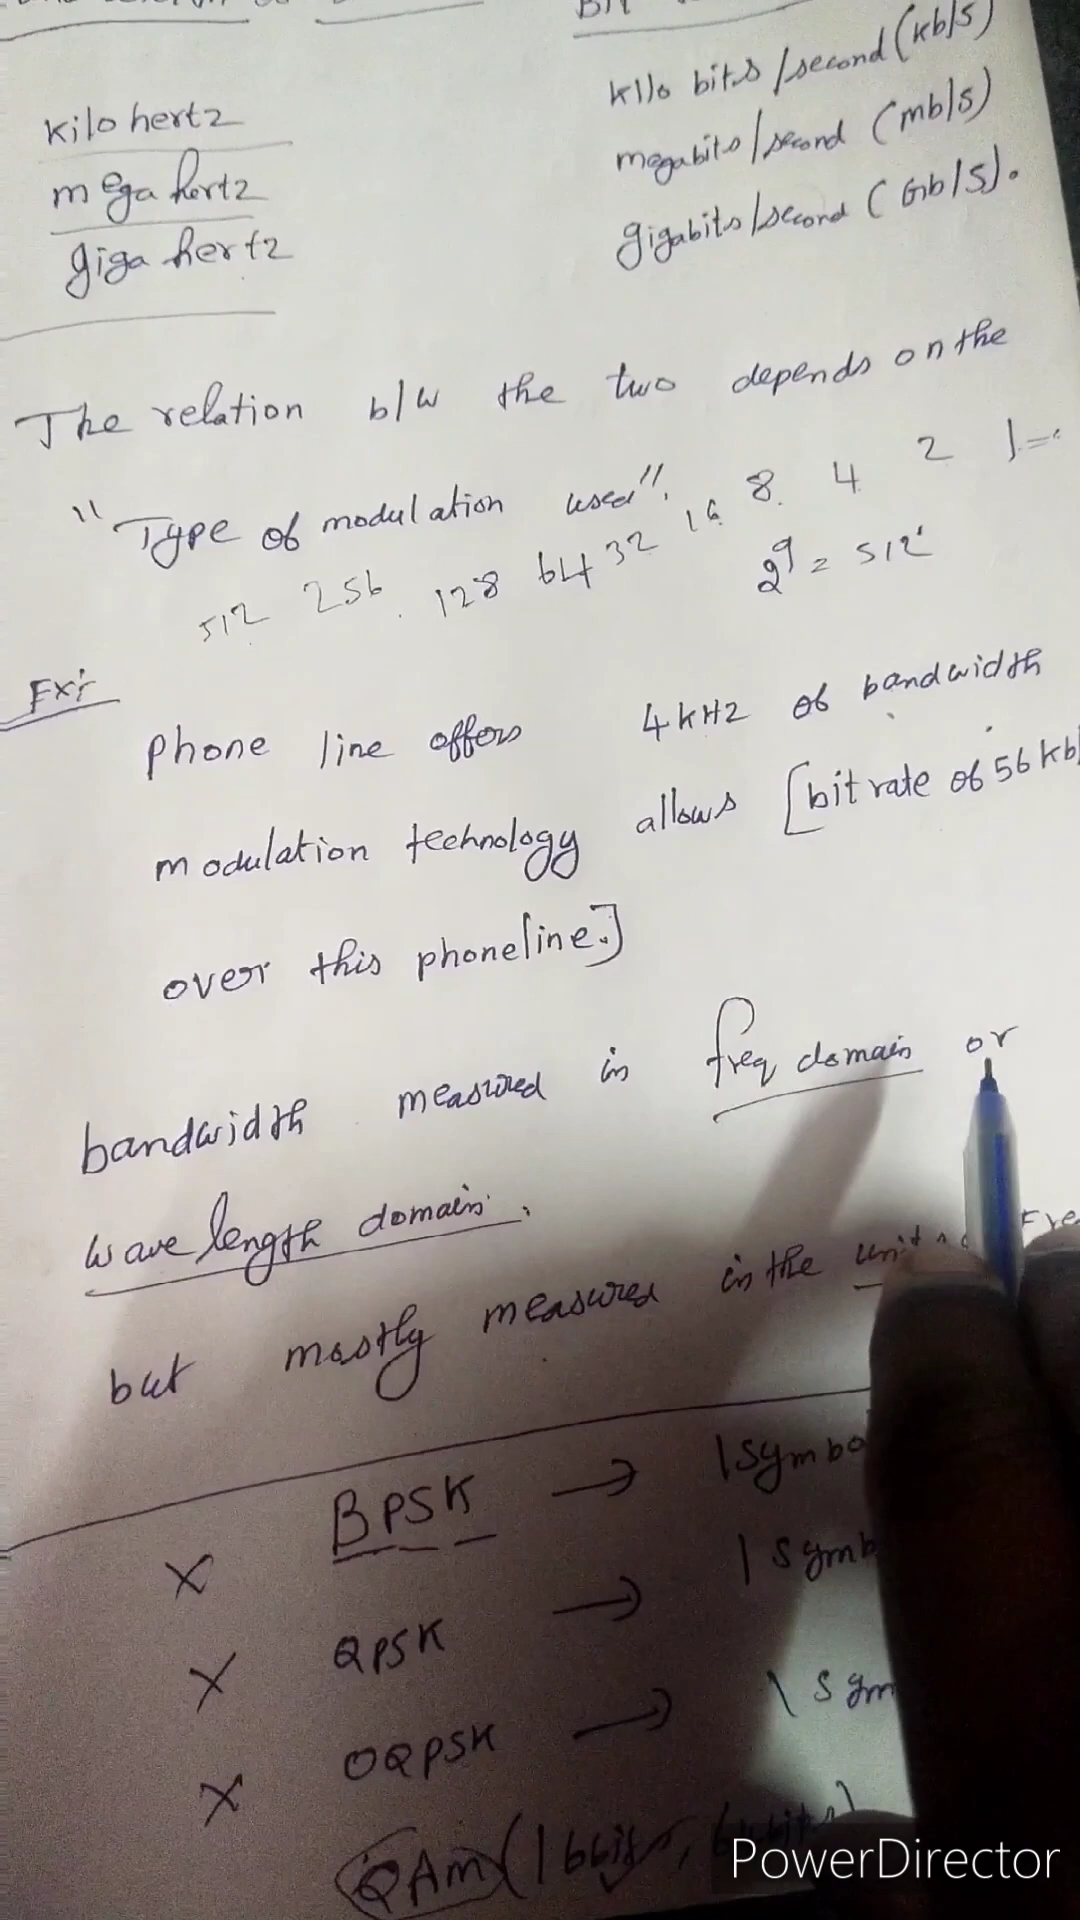 kilo hertz
kilo bits/second (kb/s)
mega hertz
megabits/second (mb/s)
giga hertz
gigabits/second (Gb/s).
The relation b/w the two depends on the
"Type of modulation used".
512 256 128 64 32 16 8 4 2 1
2⁹ = 512
Ex:
phone line offers 4 kHz of bandwidth
modulation technology allows [bit rate of 56 kb/
over this phoneline.]
bandwidth measured in freq domain or
wave length domain.
but mostly measured in the units
x BPSK → 1 symbo
x QPSK → 1 symb
x OQPSK → 1 sym
QAM (16 bits,
PowerDirector